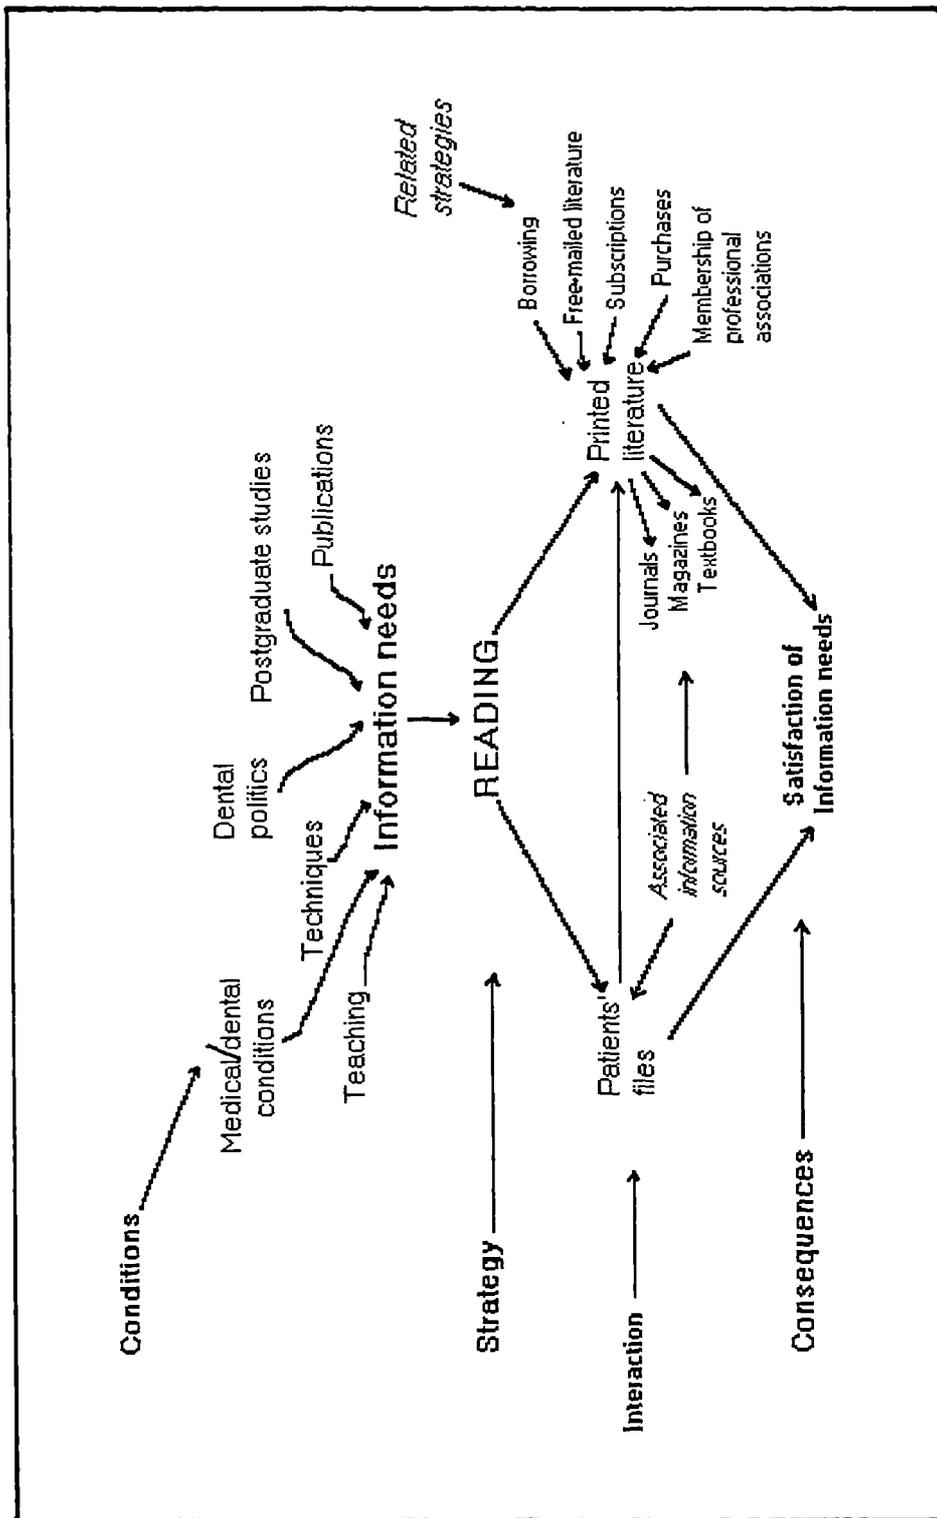 Conditions
Medical/dental
conditions
Teaching
Techniques
Dental
politics
Postgraduate studies
Publications
Information needs
Strategy
READING
Related
strategies
Borrowing
Free-mailed literature
Subscriptions
Purchases
Membership of
professional
associations
Interaction
Patients'
files
Printed
literature
Associated
information
sources
Journals
Magazines
Textbooks
Consequences
Satisfaction of
Information needs